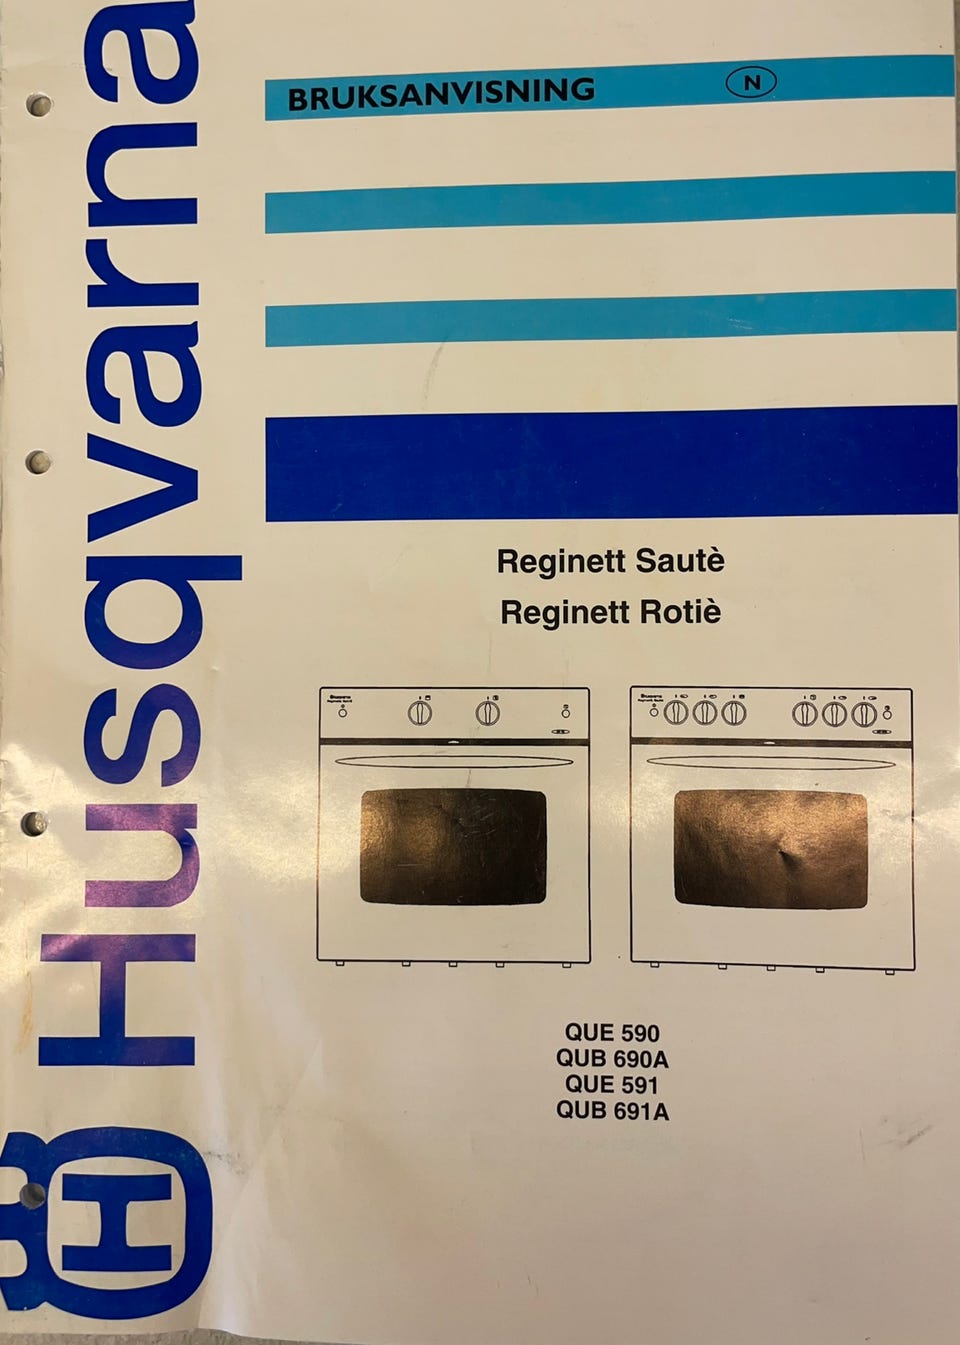 BRUKSANVISNING N
Husqvarna
Reginett Sautè
Reginett Rotiè
QUE 590
QUB 690A
QUE 591
QUB 691A